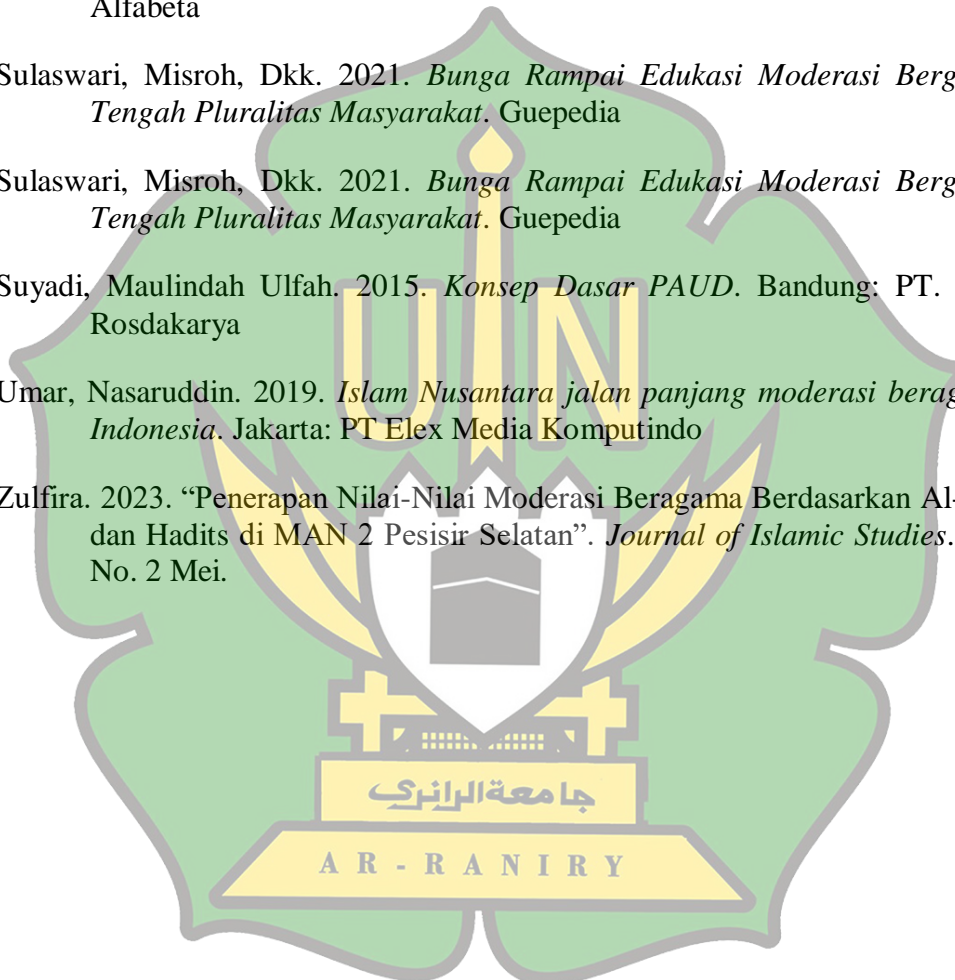 Alfabeta
Sulaswari, Misroh, Dkk. 2021. Bunga Rampai Edukasi Moderasi Berg
Tengah Pluralitas Masyarakat. Guepedia
Sulaswari, Misroh, Dkk. 2021. Bunga Rampai Edukasi Moderasi Berg
Tengah Pluralitas Masyarakat. Guepedia
Suyadi, Maulindah Ulfah. 2015. Konsep Dasar PAUD. Bandung: PT.
Rosdakarya
Umar, Nasaruddin. 2019. Islam Nusantara jalan panjang moderasi berag
Indonesia. Jakarta: PT Elex Media Komputindo
Zulfira. 2023. “Penerapan Nilai-Nilai Moderasi Beragama Berdasarkan Al-
dan Hadits di MAN 2 Pesisir Selatan”. Journal of Islamic Studies.
No. 2 Mei.
UIN
جامعة الرانري
AR-RANIRY